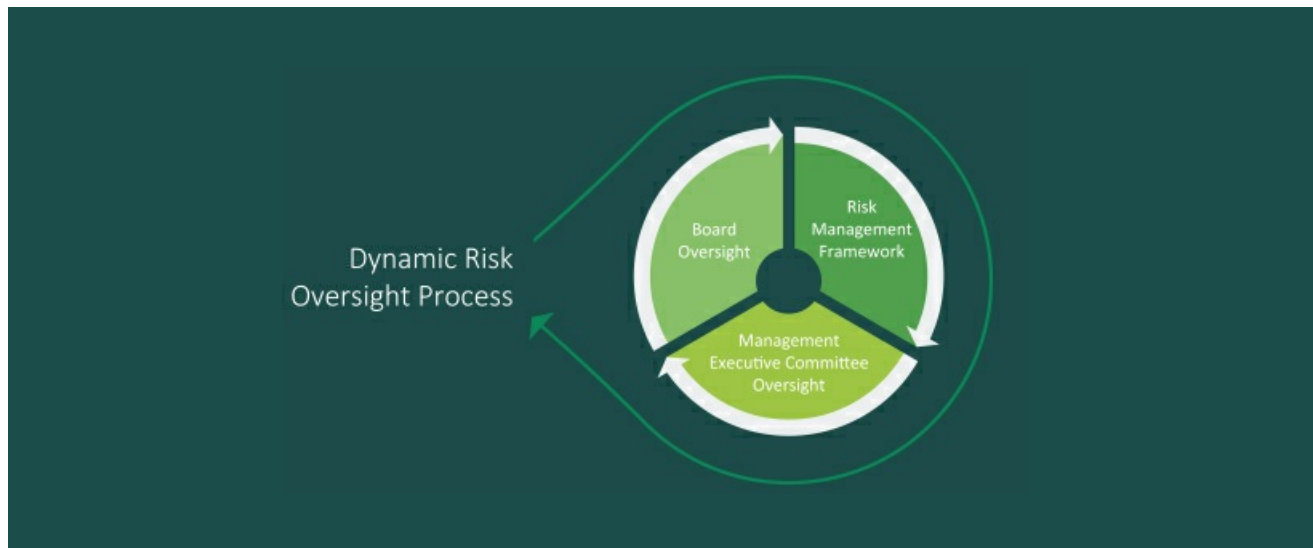 Dynamic Risk
Oversight Process
Board
Oversight
Risk
Management
Framework
Management
Executive Committee
Oversight